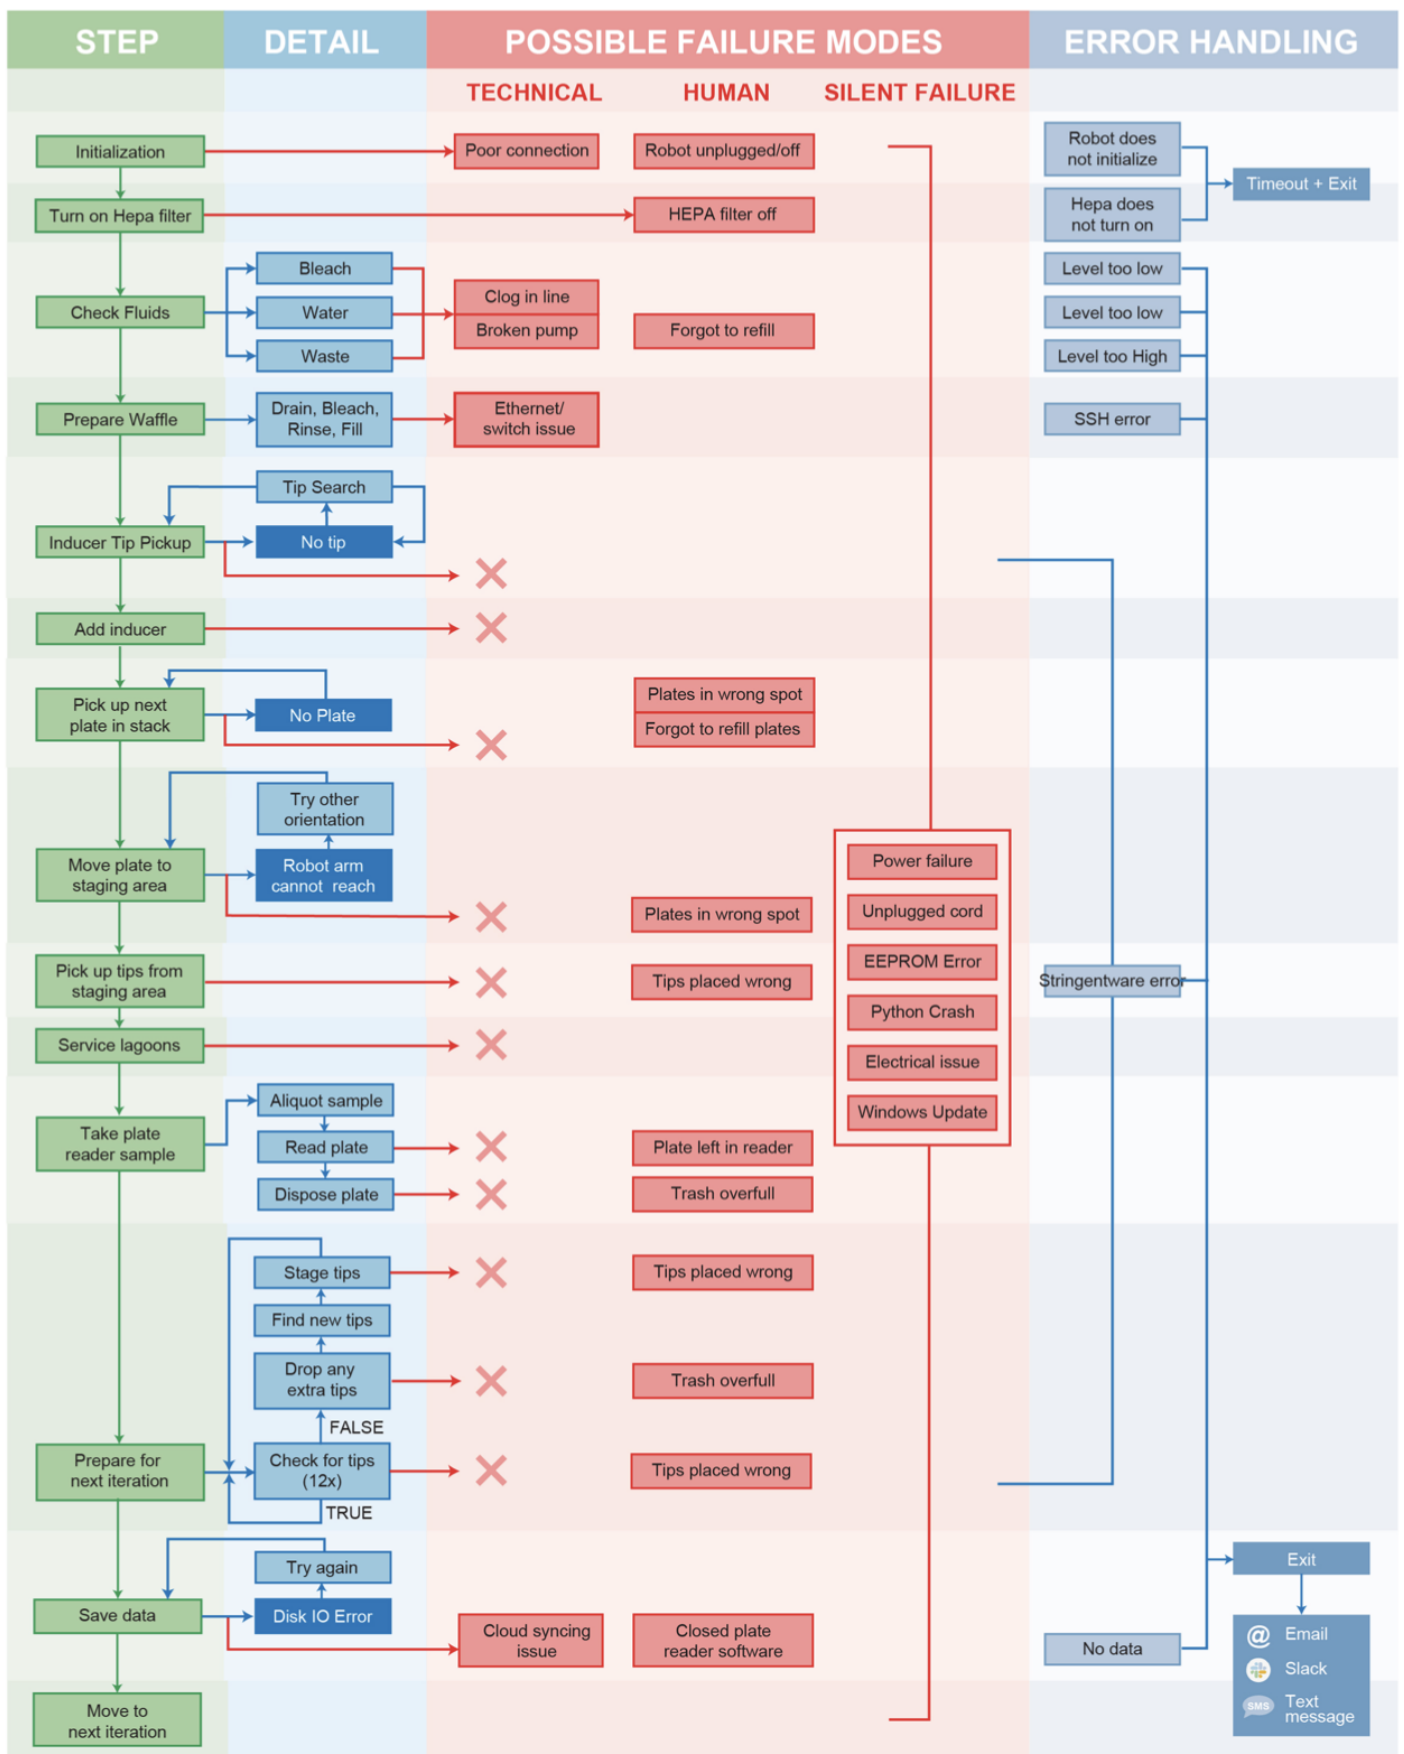 STEP DETAIL POSSIBLE FAILURE MODES ERROR HANDLING
TECHNICAL HUMAN SILENT FAILURE
Initialization
Poor connection
Robot unplugged/off
Robot does
not initialize
Timeout + Exit
Turn on Hepa filter
HEPA filter off
Hepa does
not turn on
Check Fluids
Bleach
Water
Waste
Clog in line
Broken pump
Forgot to refill
Level too low
Level too low
Level too High
Prepare Waffle
Drain, Bleach,
Rinse, Fill
Ethernet/
switch issue
SSH error
Tip Search
Inducer Tip Pickup
No tip
Add inducer
Pick up next
plate in stack
No Plate
Plates in wrong spot
Forgot to refill plates
Try other
orientation
Move plate to
staging area
Robot arm
cannot reach
Plates in wrong spot
Power failure
Unplugged cord
EEPROM Error
Python Crash
Electrical issue
Windows Update
Pick up tips from
staging area
Tips placed wrong
Stringentware error
Service lagoons
Take plate
reader sample
Aliquot sample
Read plate
Dispose plate
Plate left in reader
Trash overfull
Stage tips
Tips placed wrong
Find new tips
Drop any
extra tips
Trash overfull
FALSE
Prepare for
next iteration
Check for tips
(12x)
Tips placed wrong
TRUE
Try again
Save data
Disk IO Error
Cloud syncing
issue
Closed plate
reader software
No data
Exit
@ Email
Slack
SMS Text
message
Move to
next iteration